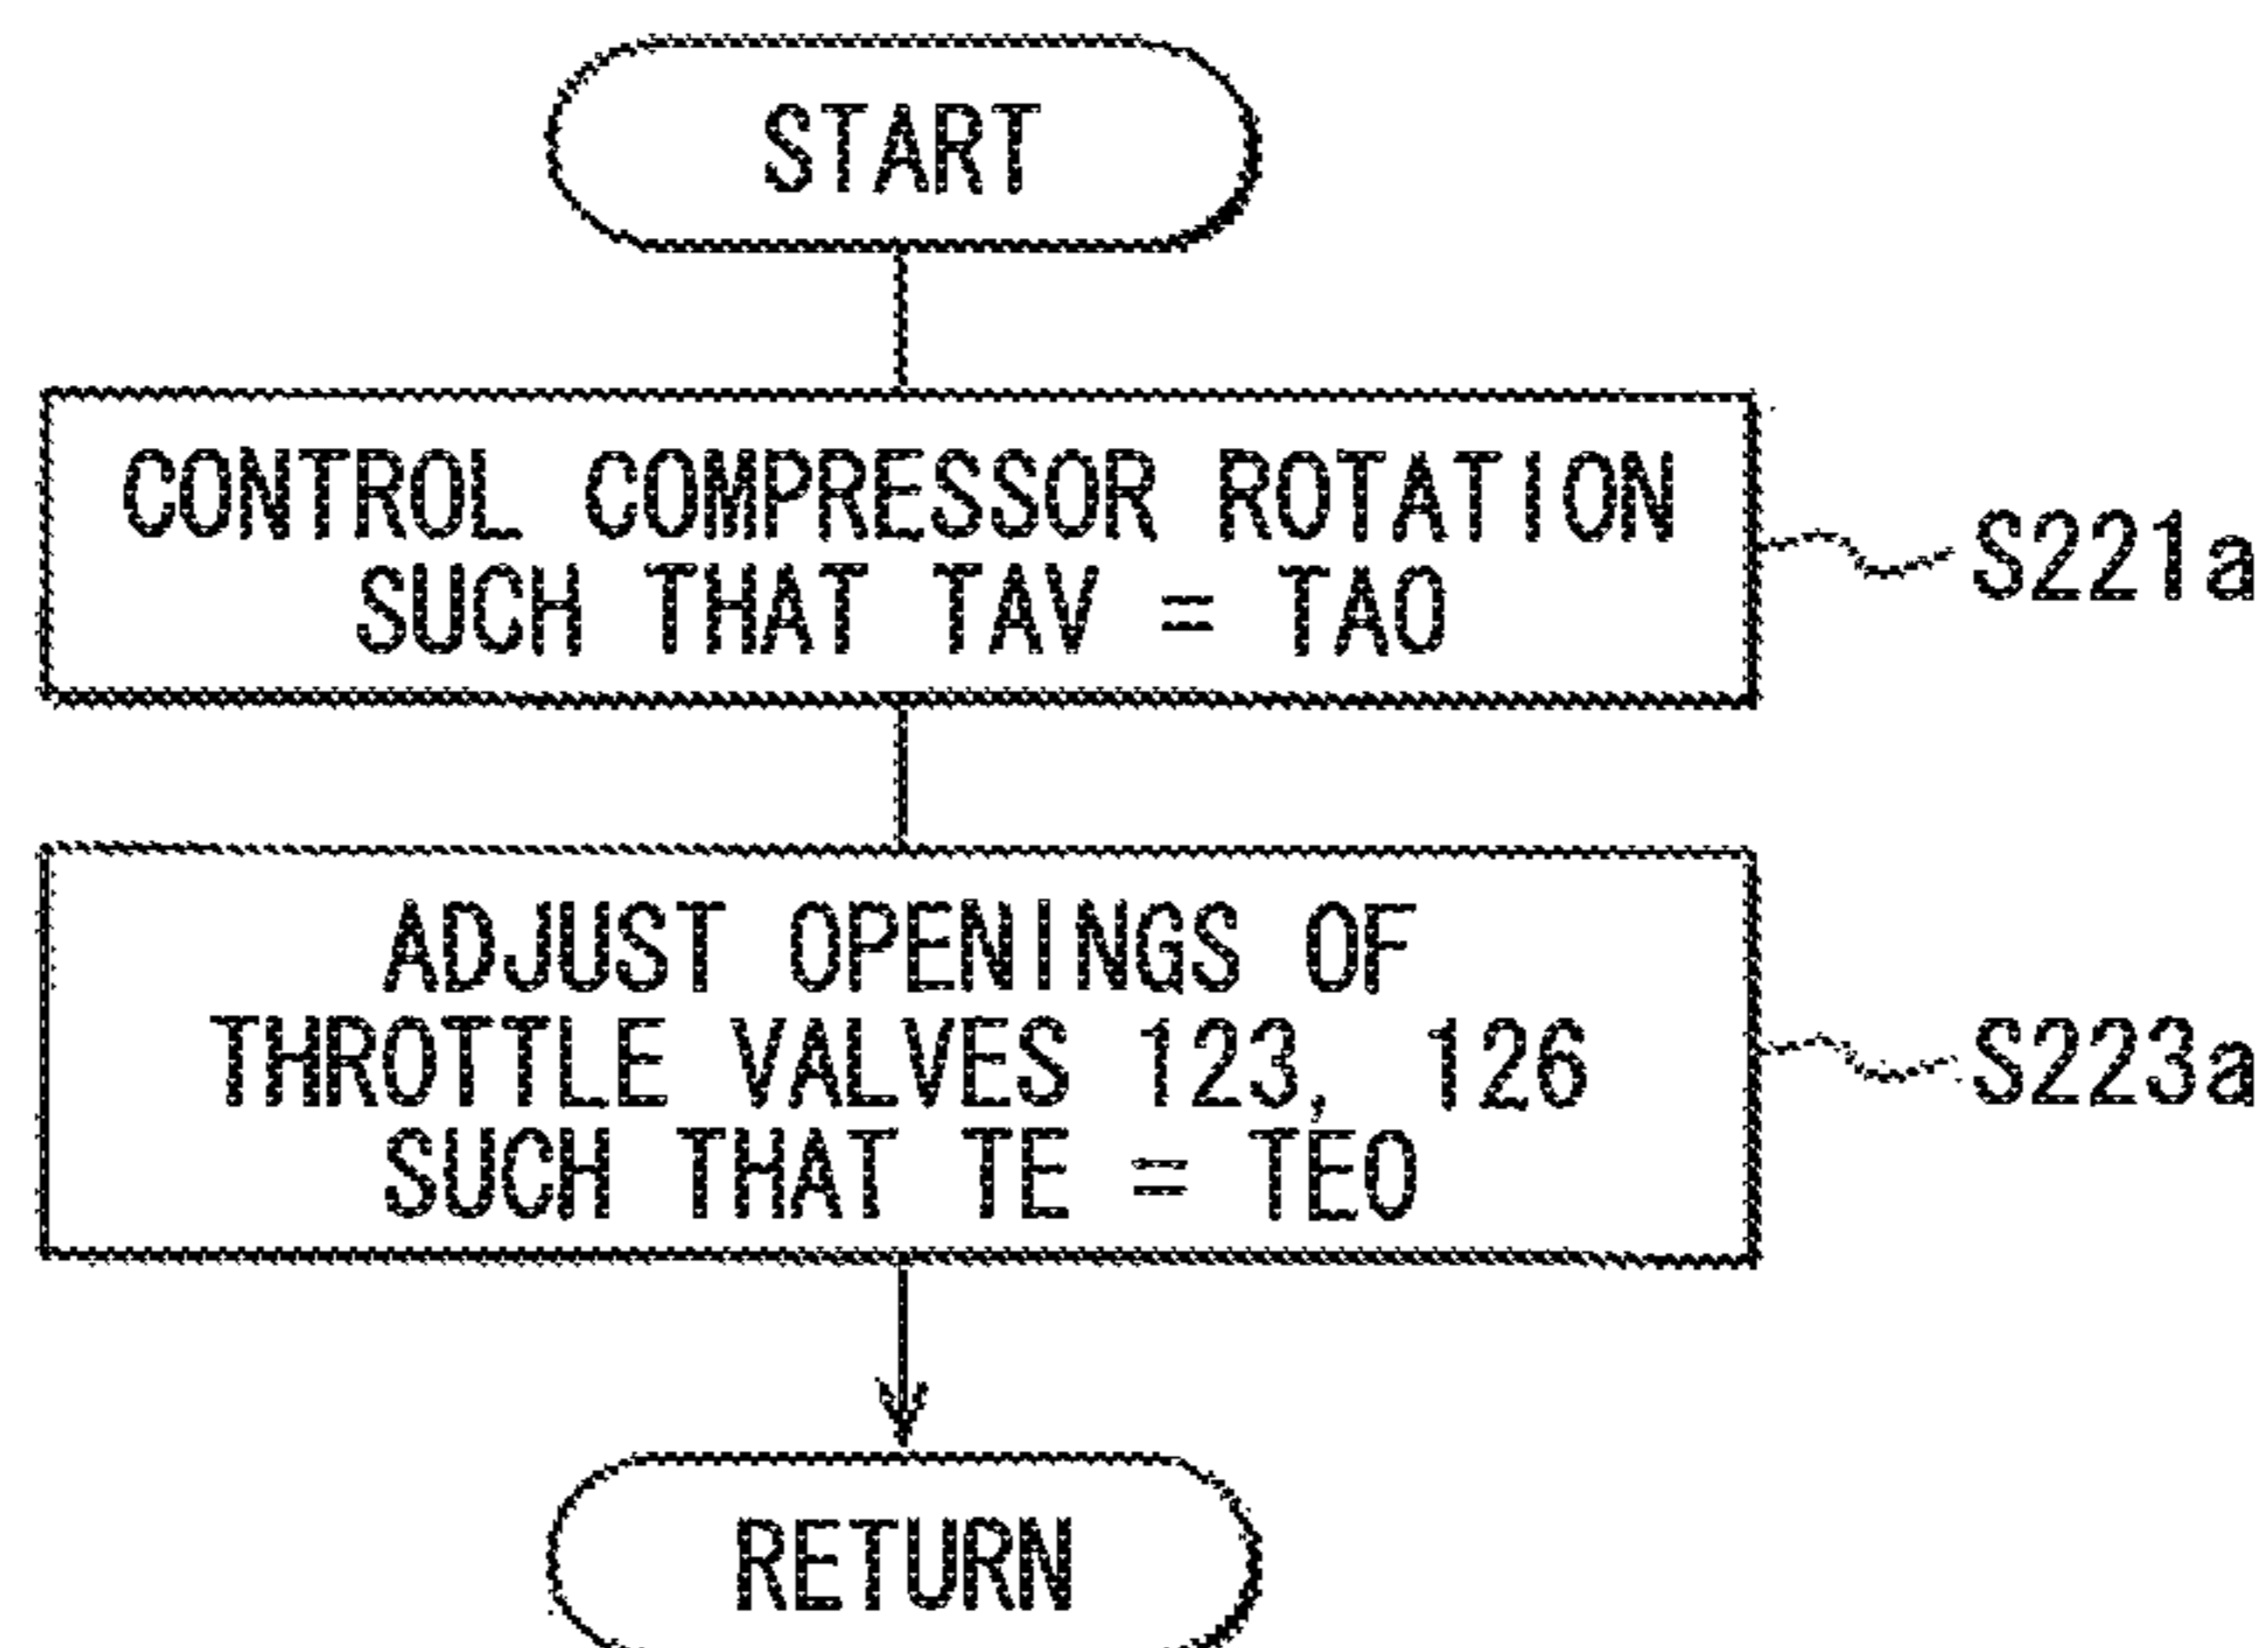 START
CONTROL COMPRESSOR ROTATION
SUCH THAT TAV = TAO
S221a
ADJUST OPENINGS OF
THROTTLE VALVES 123, 126
SUCH THAT TE = TEO
S223a
RETURN